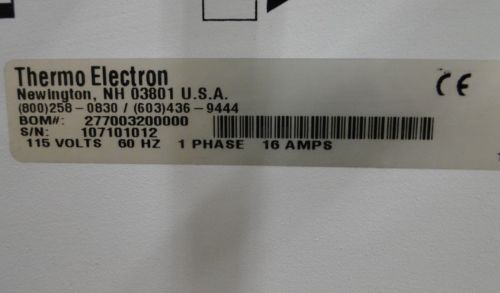 Thermo Electron
Newington, NH 03801 U.S.A.
(800)258-0830 / (603)436-9444
BOM#: 277003200000
S/N: 107101012
115 VOLTS 60 HZ 1 PHASE 16 AMPS
CE